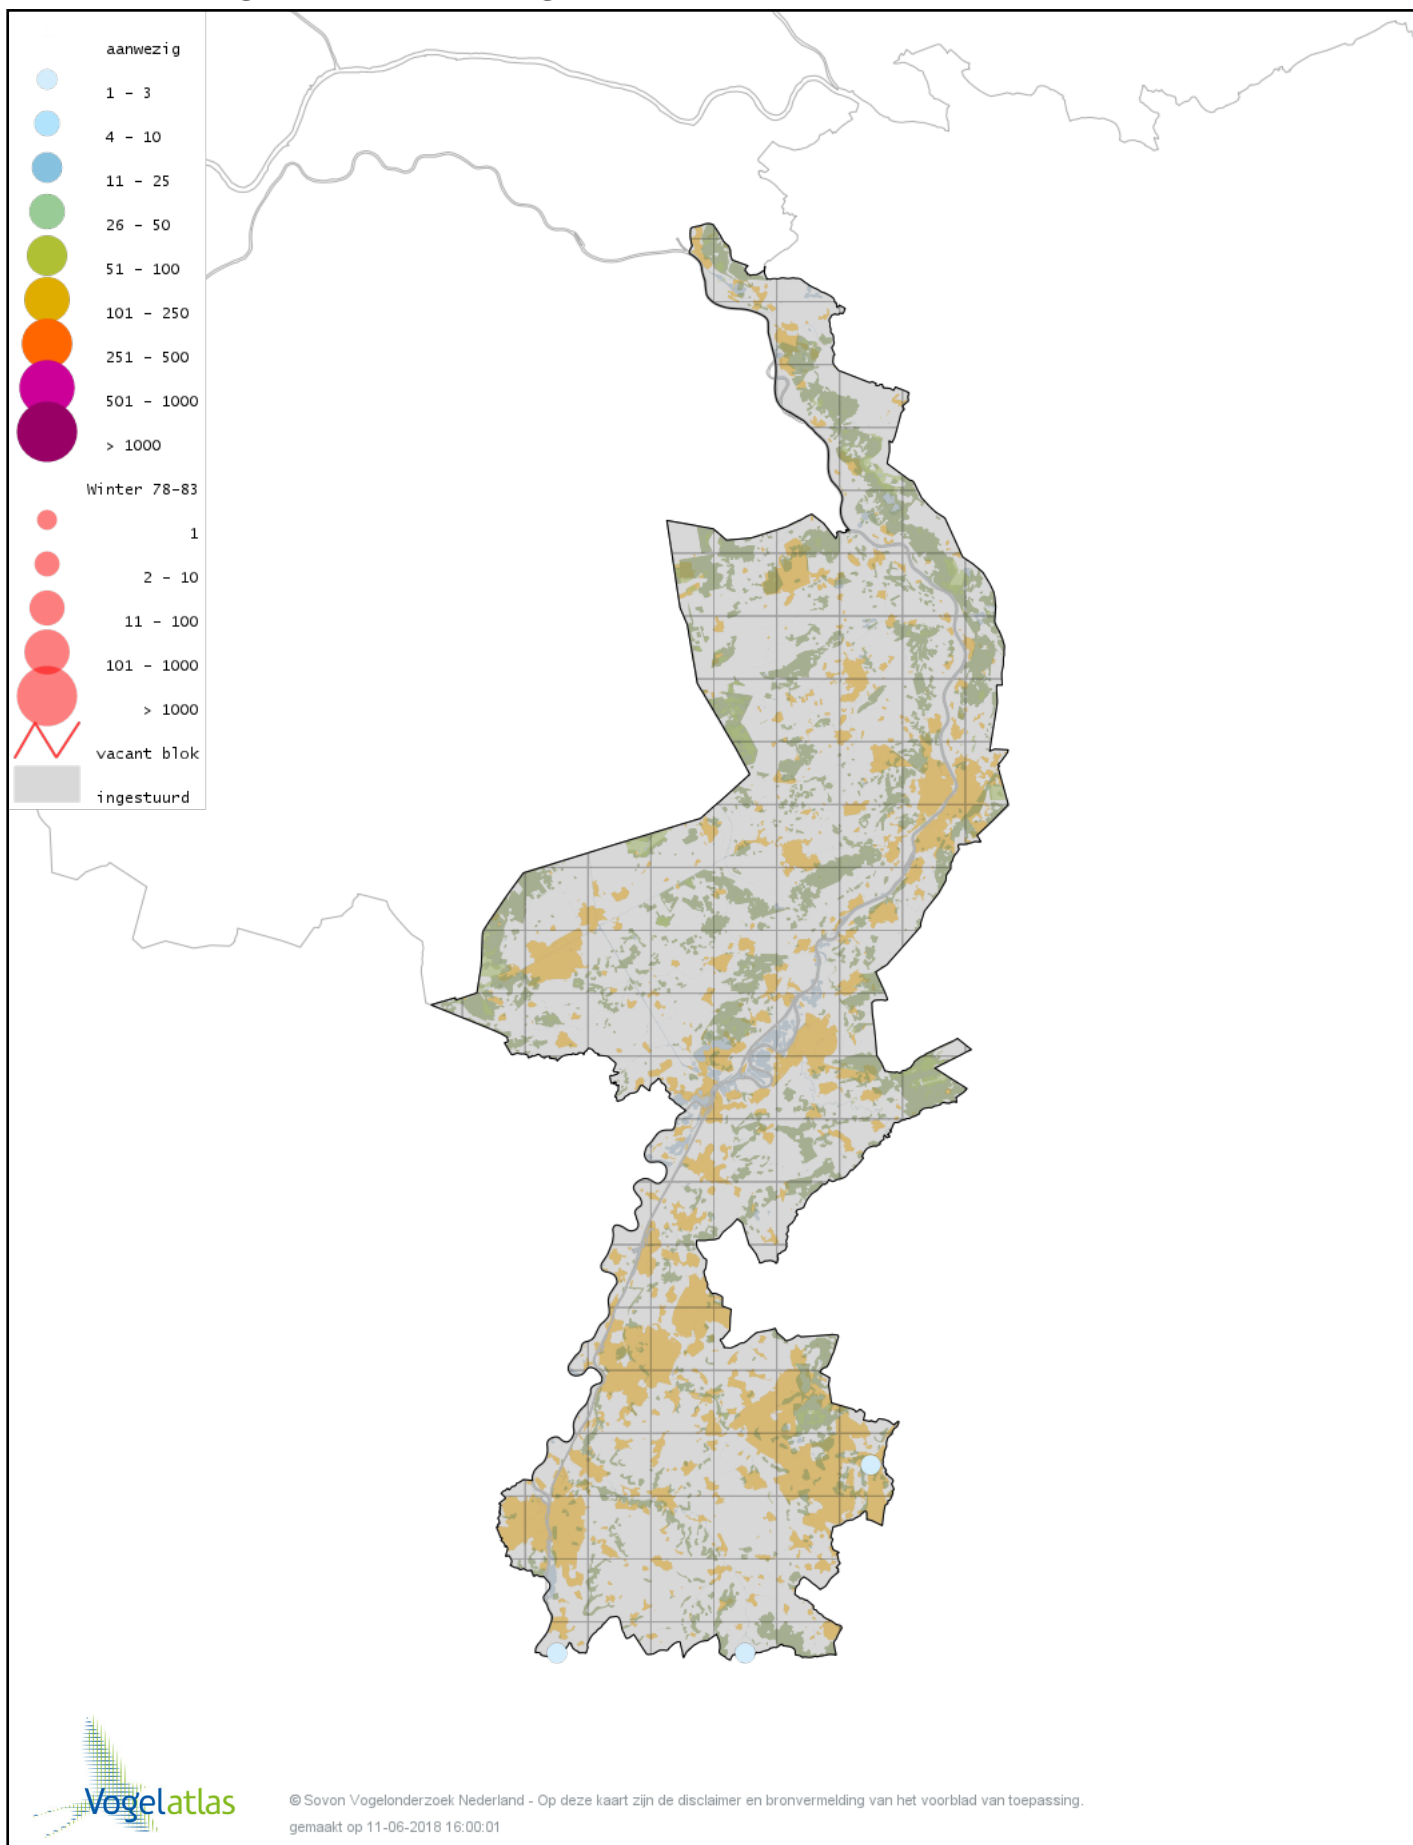 aanwezig
1 - 3
4 - 10
11 - 25
26 - 50
51 - 100
101 - 250
251 - 500
501 - 1000
> 1000
Winter 78-83
1
2 - 10
11 - 100
101 - 1000
> 1000
vacant blok
ingestuurd
Vogelatlas
© Sovon Vogelonderzoek Nederland - Op deze kaart zijn de disclaimer en bronvermelding van het voorblad van toepassing.
gemaakt op 11-06-2018 16:00:01